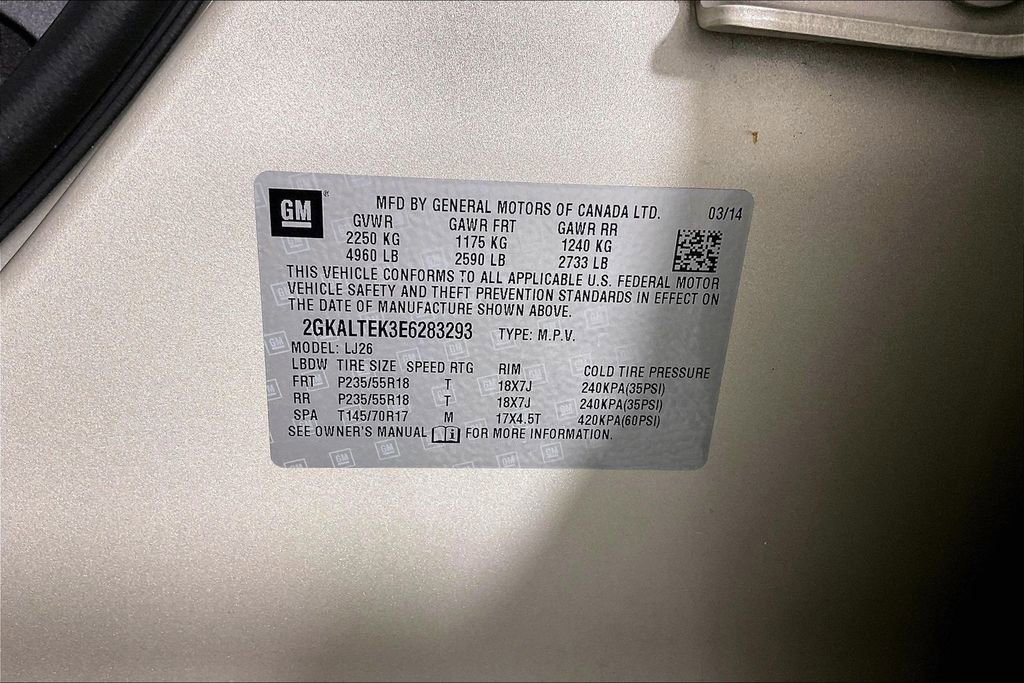 GM ®
MFD BY GENERAL MOTORS OF CANADA LTD. 03/14
GVWR GAWR FRT GAWR RR
2250 KG 1175 KG 1240 KG
4960 LB 2590 LB 2733 LB
THIS VEHICLE CONFORMS TO ALL APPLICABLE U.S. FEDERAL MOTOR
VEHICLE SAFETY AND THEFT PREVENTION STANDARDS IN EFFECT ON
THE DATE OF MANUFACTURE SHOWN ABOVE.
2GKALTEK3E6283293 TYPE: M.P.V.
MODEL: LJ26
LBDW TIRE SIZE SPEED RTG RIM COLD TIRE PRESSURE
FRT P235/55R18 T 18X7J 240KPA(35PSI)
RR P235/55R18 T 18X7J 240KPA(35PSI)
SPA T145/70R17 M 17X4.5T 420KPA(60PSI)
SEE OWNER'S MANUAL i FOR MORE INFORMATION.